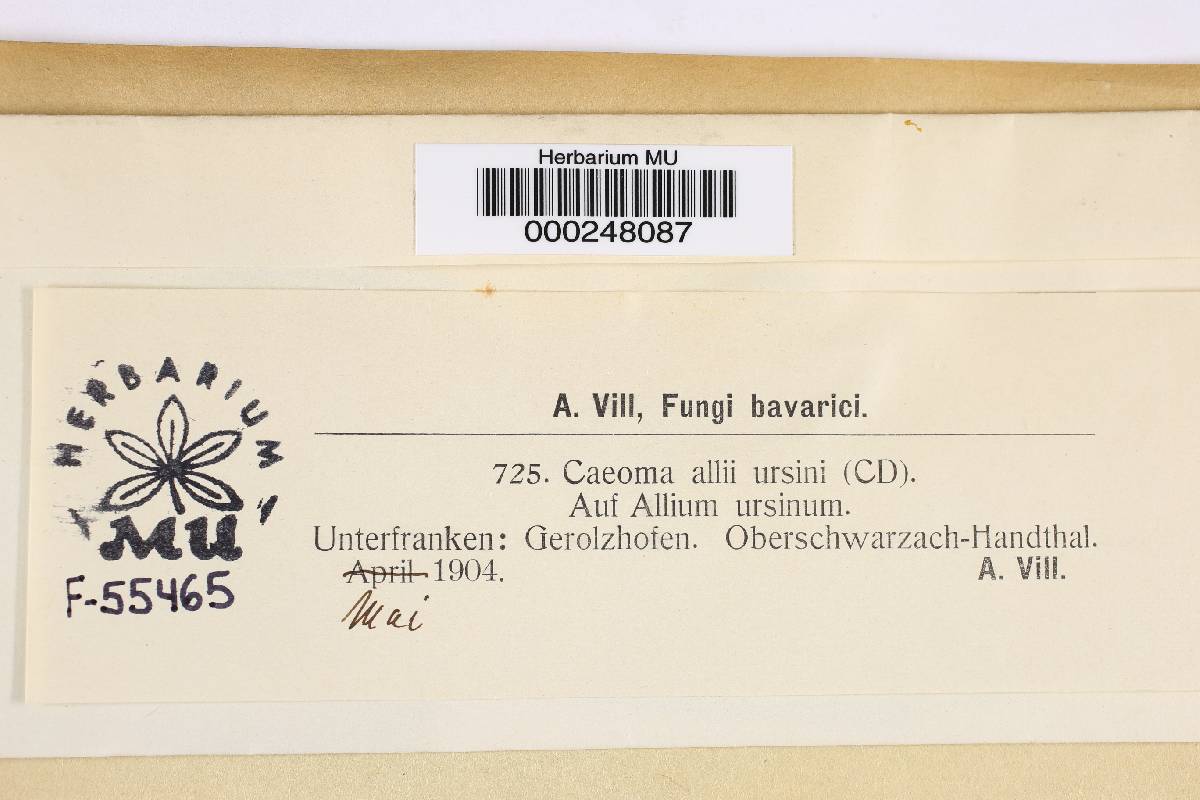 Herbarium MU
000248087
HERBARIUM
MU
F-55465
A. Vill, Fungi bavarici.
725. Caeoma allii ursini (CD).
Auf Allium ursinum.
Unterfranken: Gerolzhofen. Oberschwarzach-Handthal.
April 1904. A. Vill.
Mai